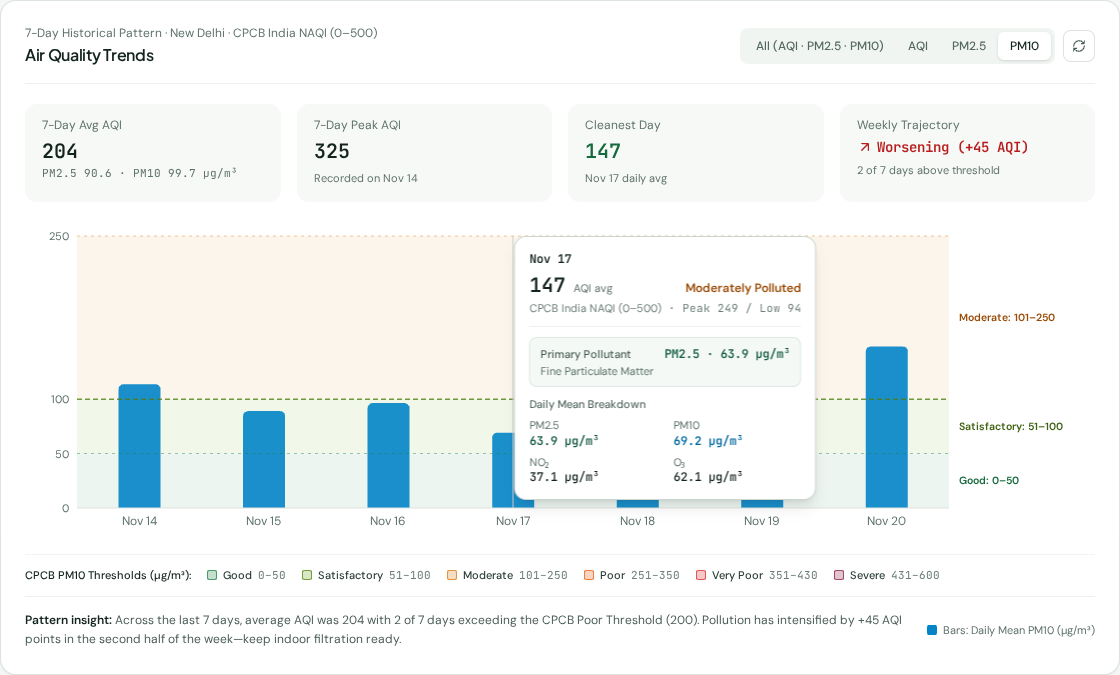 7-Day Historical Pattern · New Delhi · CPCB India NAQI (0–500)
Air Quality Trends
All (AQI · PM2.5 · PM10) AQI PM2.5 PM10
7-Day Avg AQI
204
PM2.5 90.6 · PM10 99.7 µg/m³
7-Day Peak AQI
325
Recorded on Nov 14
Cleanest Day
147
Nov 17 daily avg
Weekly Trajectory
↗ Worsening (+45 AQI)
2 of 7 days above threshold
250
100
50
0
Nov 17
147 AQI avg Moderately Polluted
CPCB India NAQI (0–500) · Peak 249 / Low 94
Primary Pollutant PM2.5 · 63.9 µg/m³
Fine Particulate Matter
Daily Mean Breakdown
PM2.5 PM10
63.9 µg/m³ 69.2 µg/m³
NO₂ O₃
37.1 µg/m³ 62.1 µg/m³
Moderate: 101–250
Satisfactory: 51–100
Good: 0–50
Nov 14 Nov 15 Nov 16 Nov 17 Nov 18 Nov 19 Nov 20
CPCB PM10 Thresholds (µg/m³): Good 0–50 Satisfactory 51–100 Moderate 101–250 Poor 251–350 Very Poor 351–430 Severe 431–600
Pattern insight: Across the last 7 days, average AQI was 204 with 2 of 7 days exceeding the CPCB Poor Threshold (200). Pollution has intensified by +45 AQI
points in the second half of the week—keep indoor filtration ready.
Bars: Daily Mean PM10 (µg/m³)